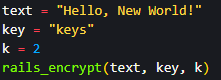 text = "Hello, New World!"
key = "keys"
k = 2
rails_encrypt(text, key, k)